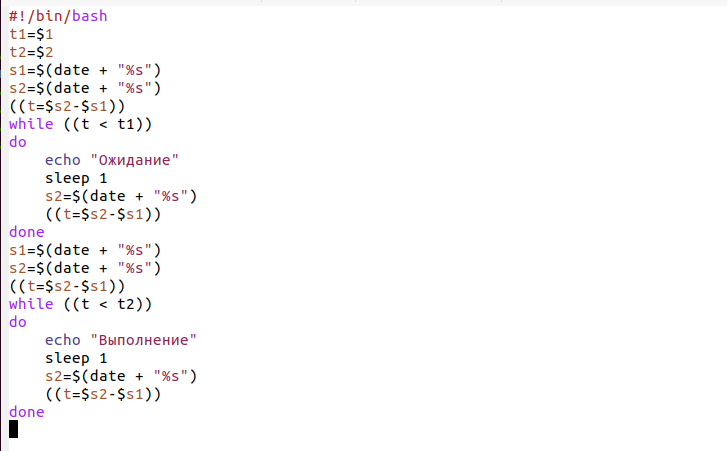 #!/bin/bash
t1=$1
t2=$2
s1=$(date + "%s")
s2=$(date + "%s")
((t=$s2-$s1))
while ((t < t1))
do
    echo "Ожидание"
    sleep 1
    s2=$(date + "%s")
    ((t=$s2-$s1))
done
s1=$(date + "%s")
s2=$(date + "%s")
((t=$s2-$s1))
while ((t < t2))
do
    echo "Выполнение"
    sleep 1
    s2=$(date + "%s")
    ((t=$s2-$s1))
done